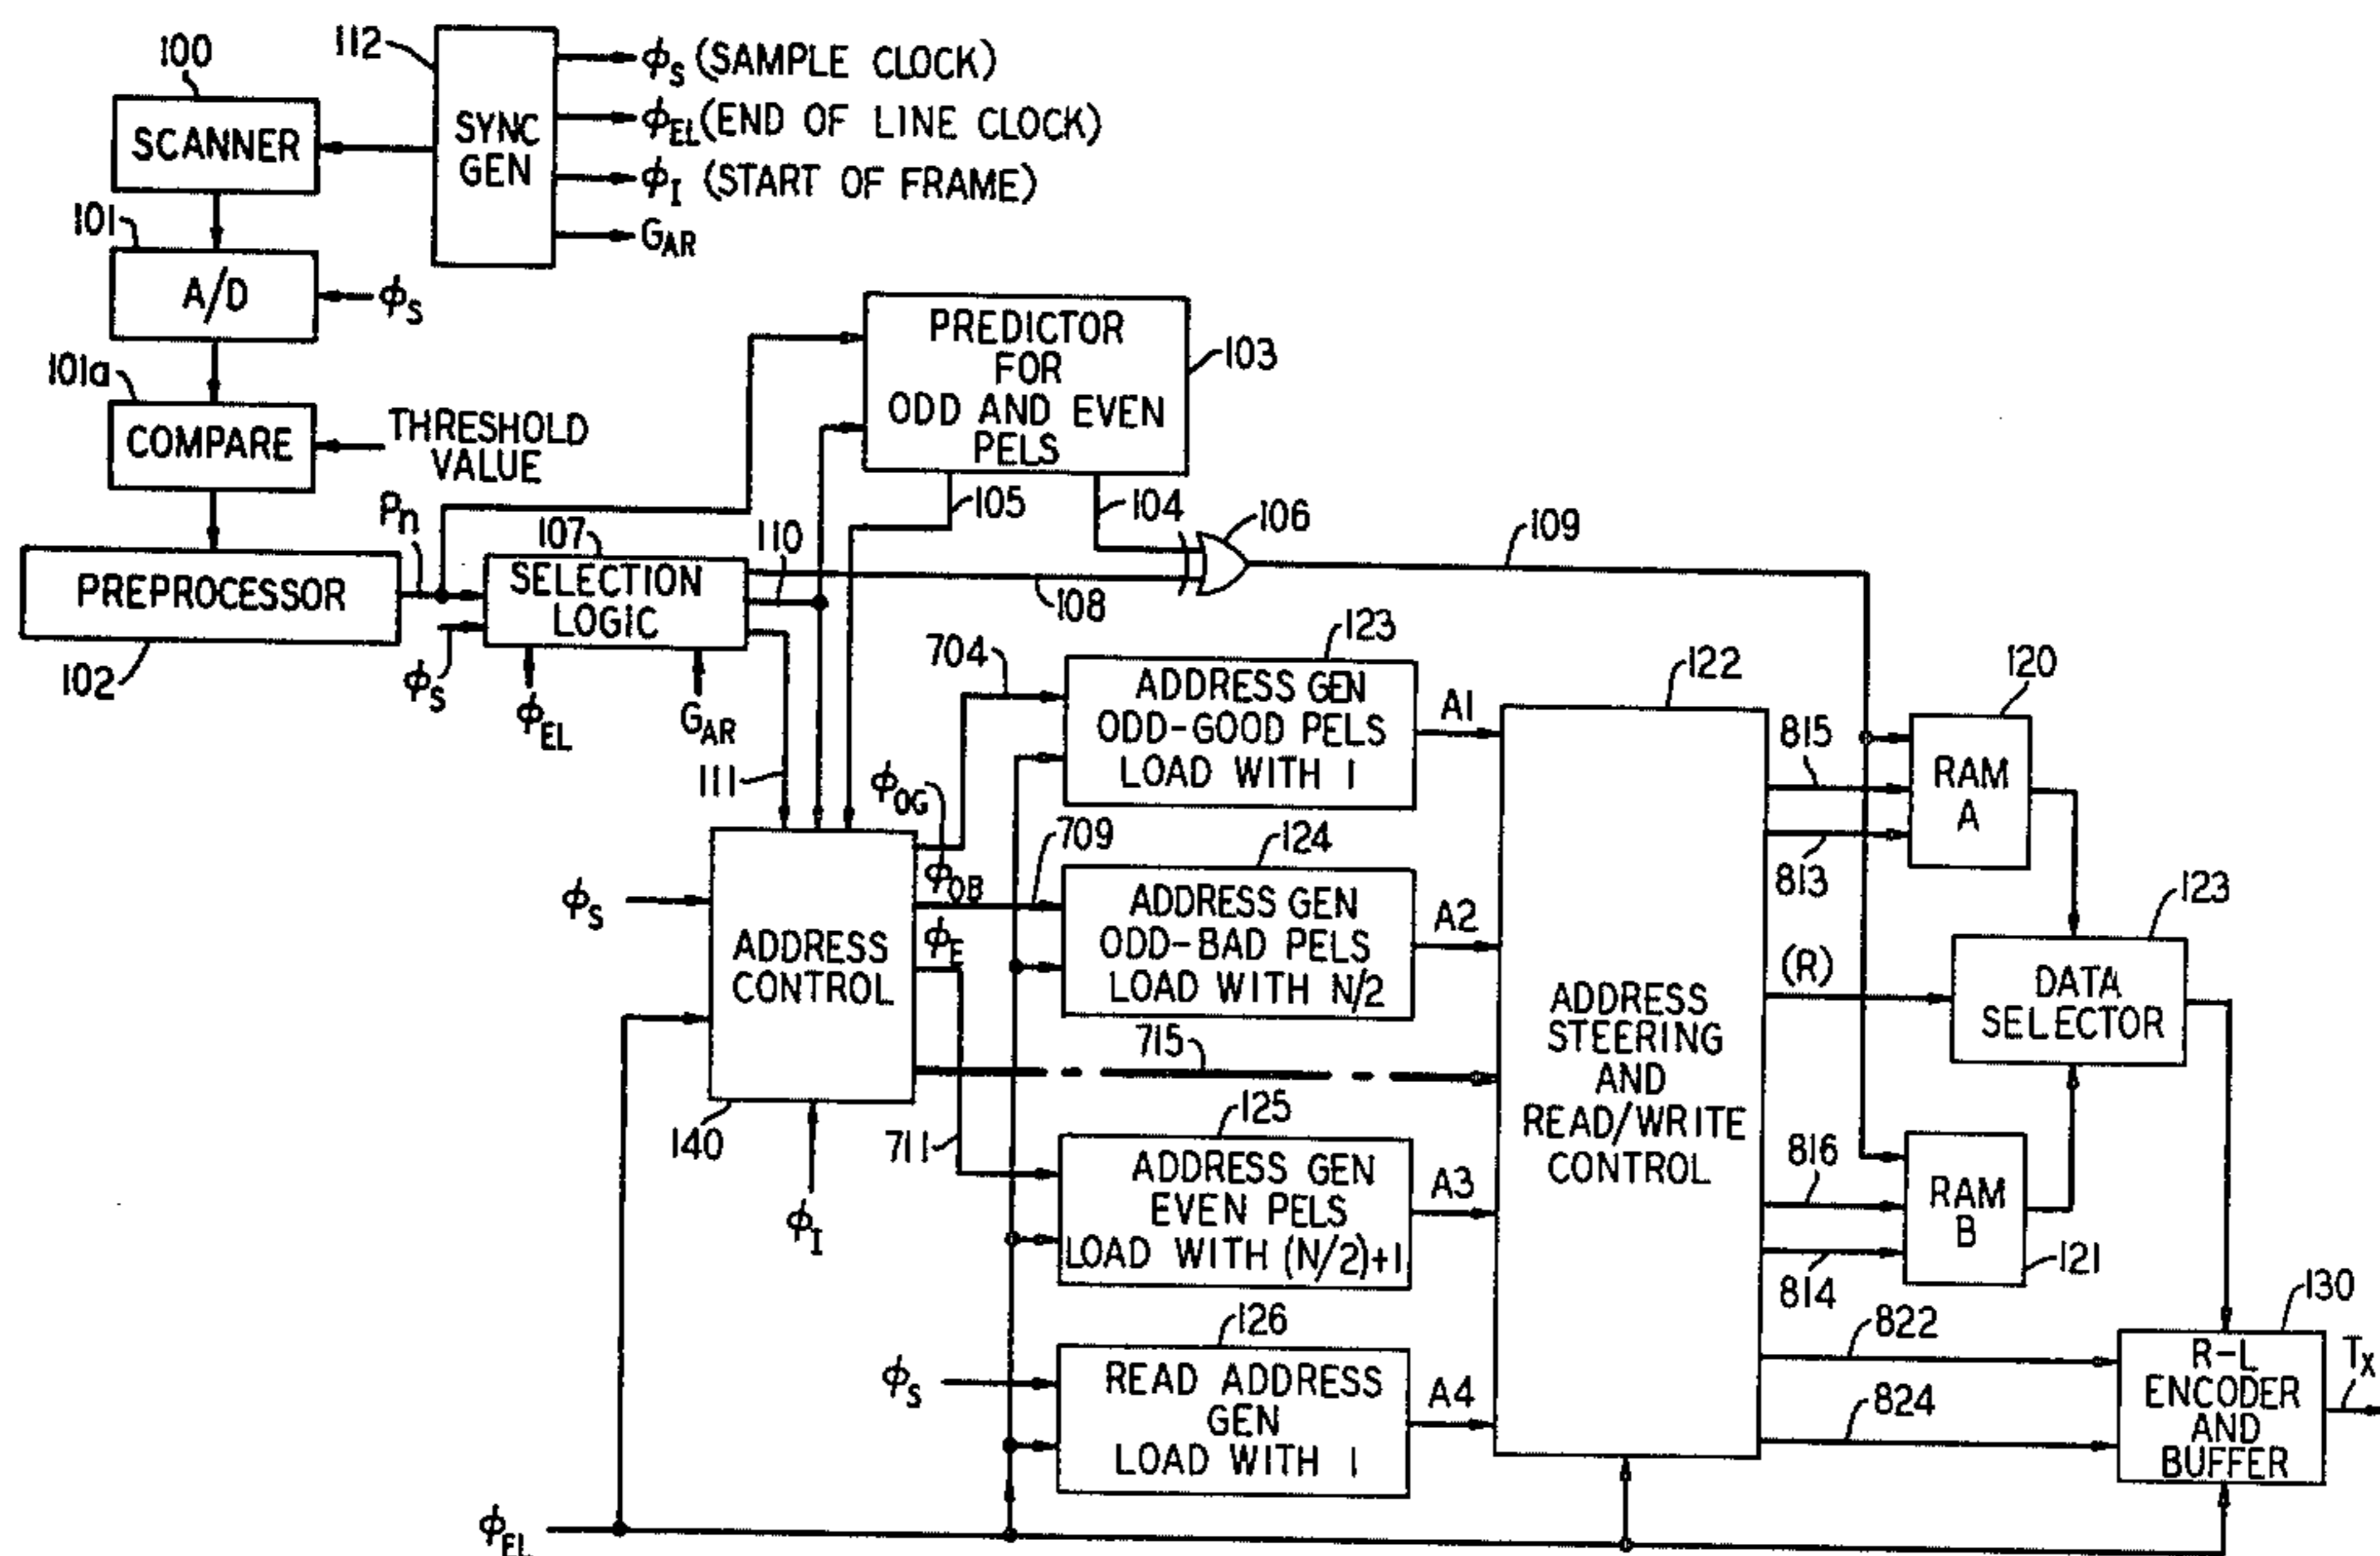 112
100
SCANNER
SYNC
GEN
ϕS (SAMPLE CLOCK)
ϕEL (END OF LINE CLOCK)
ϕI (START OF FRAME)
GAR
101
A/D
ϕS
101a
COMPARE
THRESHOLD
VALUE
PREDICTOR
FOR
ODD AND EVEN
PELS
103
105
104
106
109
Pn
107
110
PREPROCESSOR
102
SELECTION
LOGIC
108
ϕS
ϕEL
GAR
111
704
123
ADDRESS GEN
ODD-GOOD PELS
LOAD WITH 1
A1
122
120
815
RAM
A
813
ϕOG
ϕOB
709
124
ADDRESS GEN
ODD-BAD PELS
LOAD WITH N/2
A2
123
(R)
DATA
SELECTOR
ϕS
ϕE
ADDRESS
CONTROL
140
ϕI
715
711
ADDRESS
STEERING
AND
READ/WRITE
CONTROL
125
ADDRESS GEN
EVEN PELS
LOAD WITH (N/2)+1
A3
816
RAM
B
814
121
126
ϕS
READ ADDRESS
GEN
LOAD WITH 1
A4
822
824
130
R-L
ENCODER
AND
BUFFER
TX
ϕEL